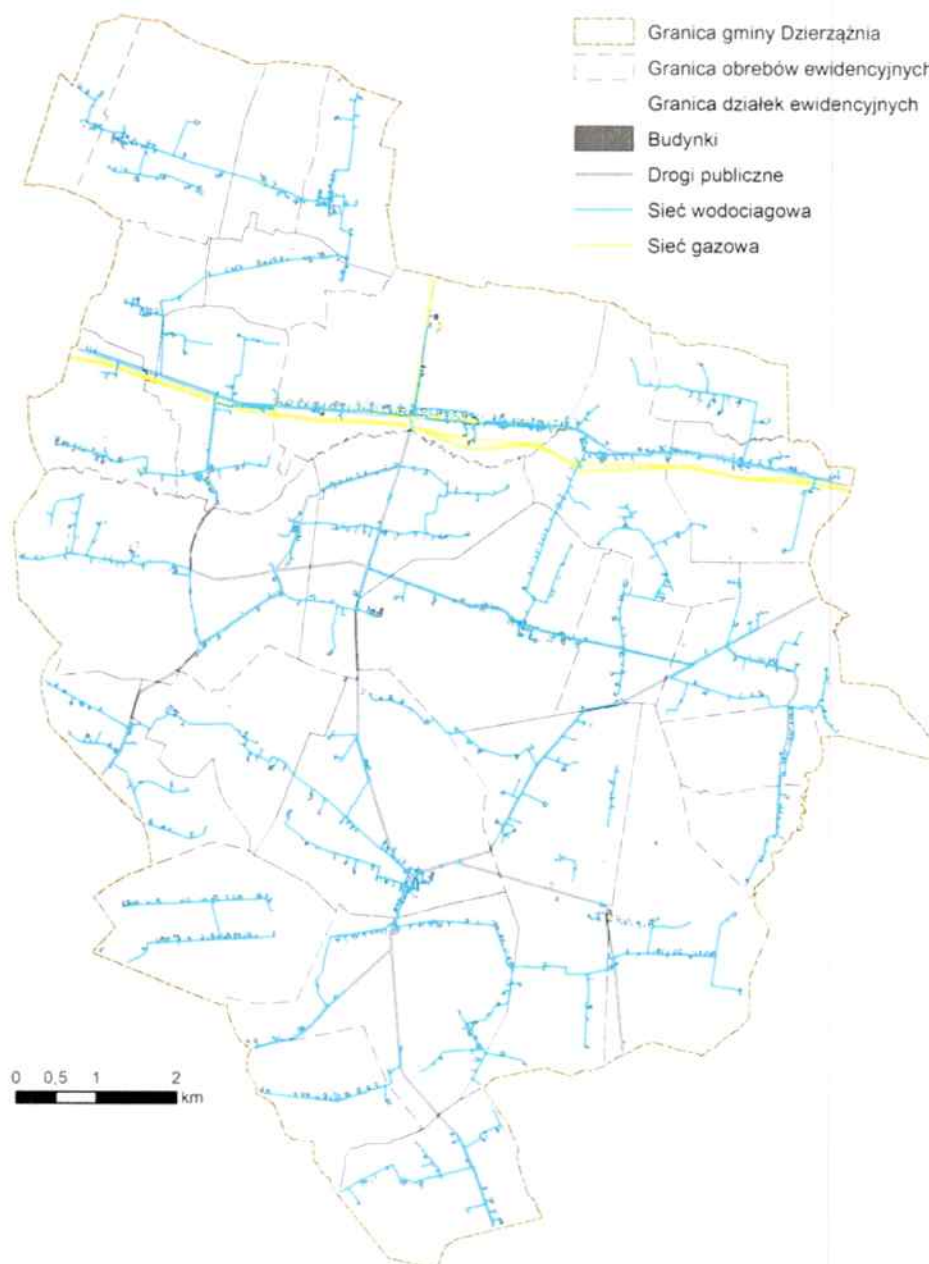 Granica gminy Dzierzążnia
Granica obrębów ewidencyjnych
Granica działek ewidencyjnych
Budynki
Drogi publiczne
Sieć wodociagowa
Sieć gazowa
0 0,5 1 2
km